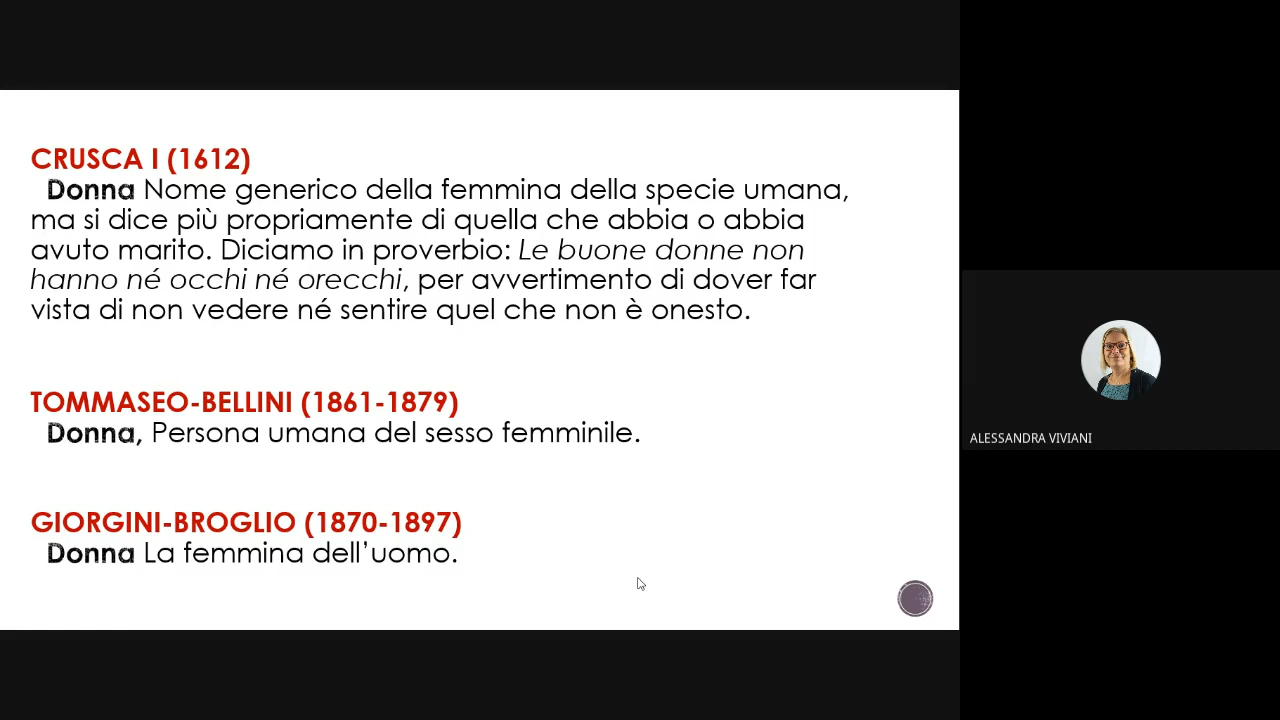 CRUSCA I (1612)
Donna Nome generico della femmina della specie umana,
ma si dice più propriamente di quella che abbia o abbia
avuto marito. Diciamo in proverbio: Le buone donne non
hanno né occhi né orecchi, per avvertimento di dover far
vista di non vedere né sentire quel che non è onesto.
TOMMASEO-BELLINI (1861-1879)
Donna, Persona umana del sesso femminile.
GIORGINI-BROGLIO (1870-1897)
Donna La femmina dell’uomo.
ALESSANDRA VIVIANI